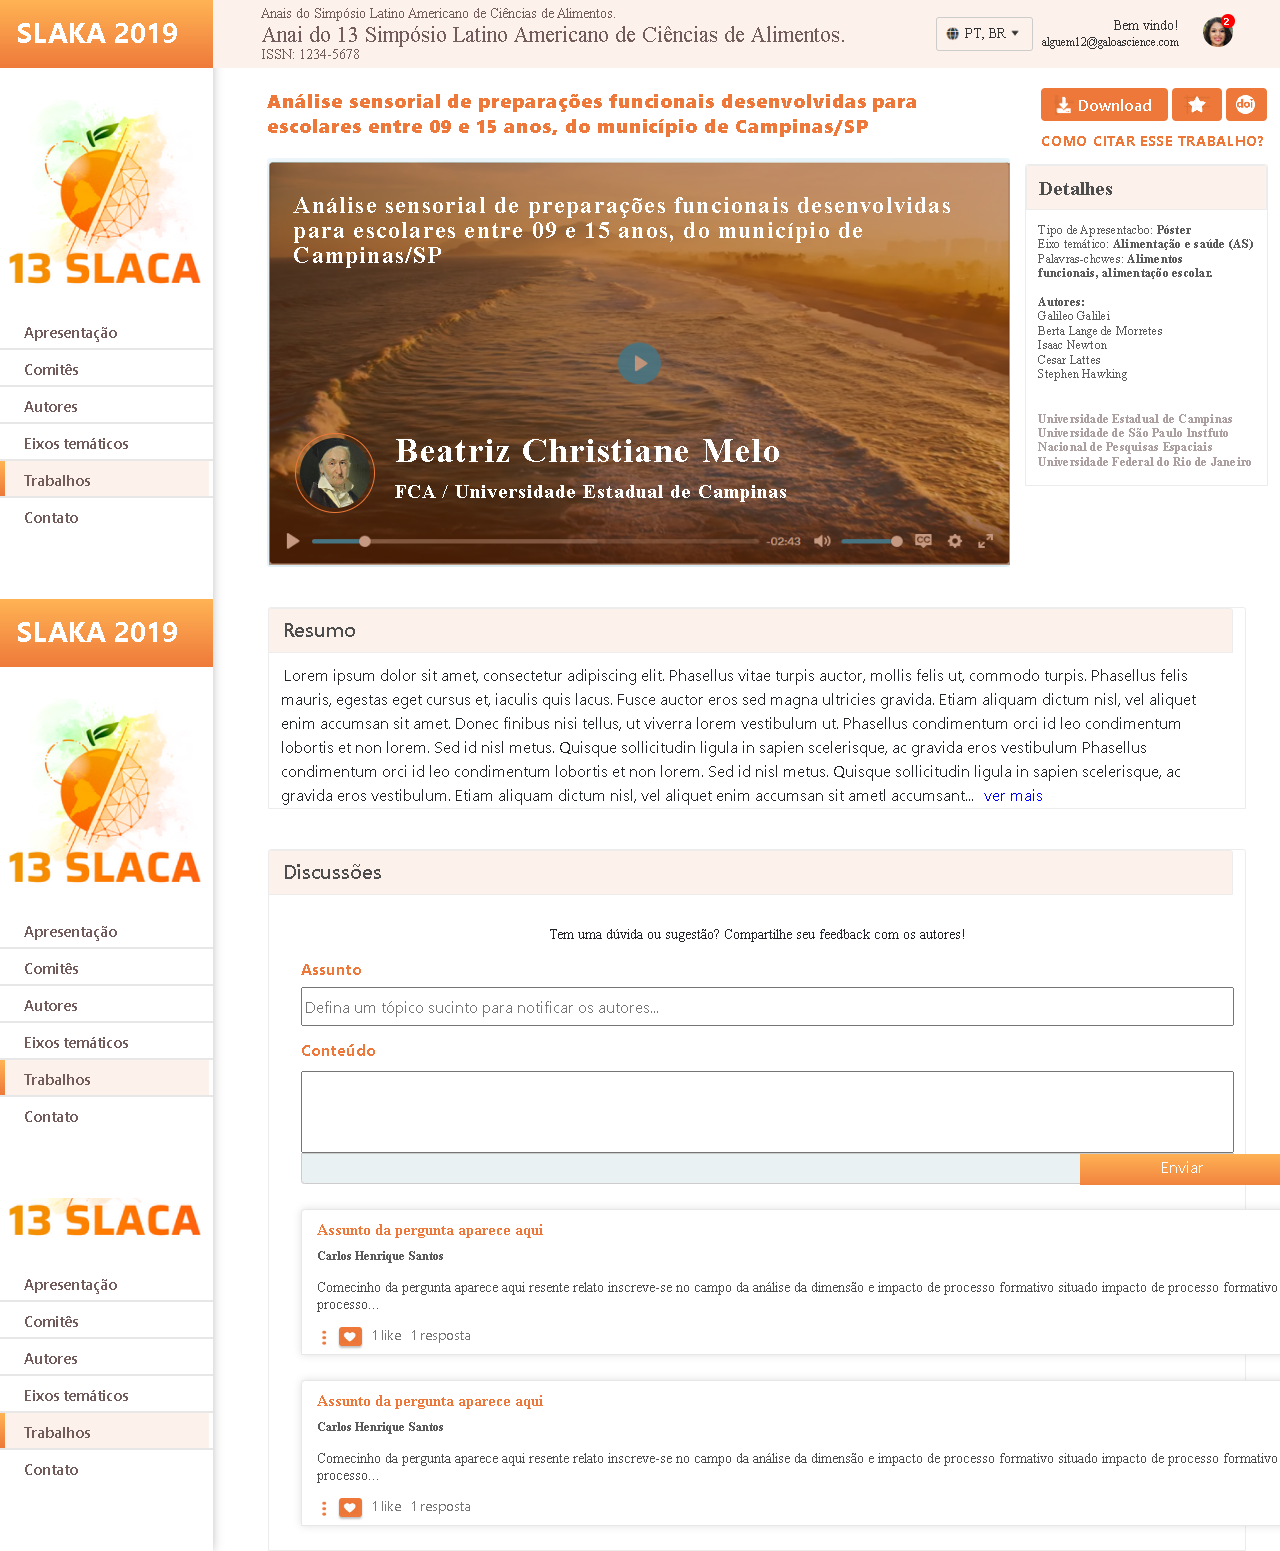 SLAKA 2019
Anais do Simpósio Latino Americano de Ciências de Alimentos.
Anai do 13 Simpósio Latino Americano de Ciências de Alimentos.
ISSN: 1234-5678
PT, BR
Bem vindo!
alguem12@galoascience.com
2
13 SLACA
Apresentação
Comitês
Autores
Eixos temáticos
Trabalhos
Contato
Análise sensorial de preparações funcionais desenvolvidas para
escolares entre 09 e 15 anos, do município de Campinas/SP
Download
doi
COMO CITAR ESSE TRABALHO?
Análise sensorial de preparações funcionais desenvolvidas
para escolares entre 09 e 15 anos, do município de
Campinas/SP
Beatriz Christiane Melo
FCA / Universidade Estadual de Campinas
-02:43
CC
Detalhes
Tipo de Apresentacbo: Póster
Eixo temático: Alimentação e saúde (AS)
Palavras-chcwes: Alimentos
funcionais, alimentação escolar.
Autores:
Galileo Galilei
Berta Lange de Morretes
Isaac Newton
Cesar Lattes
Stephen Hawking
Universidade Estadual de Campinas
Universidade de São Paulo Instfuto
Nacional de Pesquisas Espaciais
Universidade Federal do Rio de Janeiro
SLAKA 2019
13 SLACA
Apresentação
Comitês
Autores
Eixos temáticos
Trabalhos
Contato
Resumo
Lorem ipsum dolor sit amet, consectetur adipiscing elit. Phasellus vitae turpis auctor, mollis felis ut, commodo turpis. Phasellus felis
mauris, egestas eget cursus et, iaculis quis lacus. Fusce auctor eros sed magna ultricies gravida. Etiam aliquam dictum nisl, vel aliquet
enim accumsan sit amet. Donec finibus nisi tellus, ut viverra lorem vestibulum ut. Phasellus condimentum orci id leo condimentum
lobortis et non lorem. Sed id nisl metus. Quisque sollicitudin ligula in sapien scelerisque, ac gravida eros vestibulum Phasellus
condimentum orci id leo condimentum lobortis et non lorem. Sed id nisl metus. Quisque sollicitudin ligula in sapien scelerisque, ac
gravida eros vestibulum. Etiam aliquam dictum nisl, vel aliquet enim accumsan sit ametl accumsant... ver mais
Discussões
Tem uma dúvida ou sugestão? Compartilhe seu feedback com os autores!
Assunto
Defina um tópico sucinto para notificar os autores...
Conteúdo
Enviar
13 SLACA
Apresentação
Comitês
Autores
Eixos temáticos
Trabalhos
Contato
Assunto da pergunta aparece aqui
Carlos Henrique Santos
Comecinho da pergunta aparece aqui resente relato inscreve-se no campo da análise da dimensão e impacto de processo formativo situado impacto de processo formativo
processo...
1 like 1 resposta
Assunto da pergunta aparece aqui
Carlos Henrique Santos
Comecinho da pergunta aparece aqui resente relato inscreve-se no campo da análise da dimensão e impacto de processo formativo situado impacto de processo formativo
processo...
1 like 1 resposta